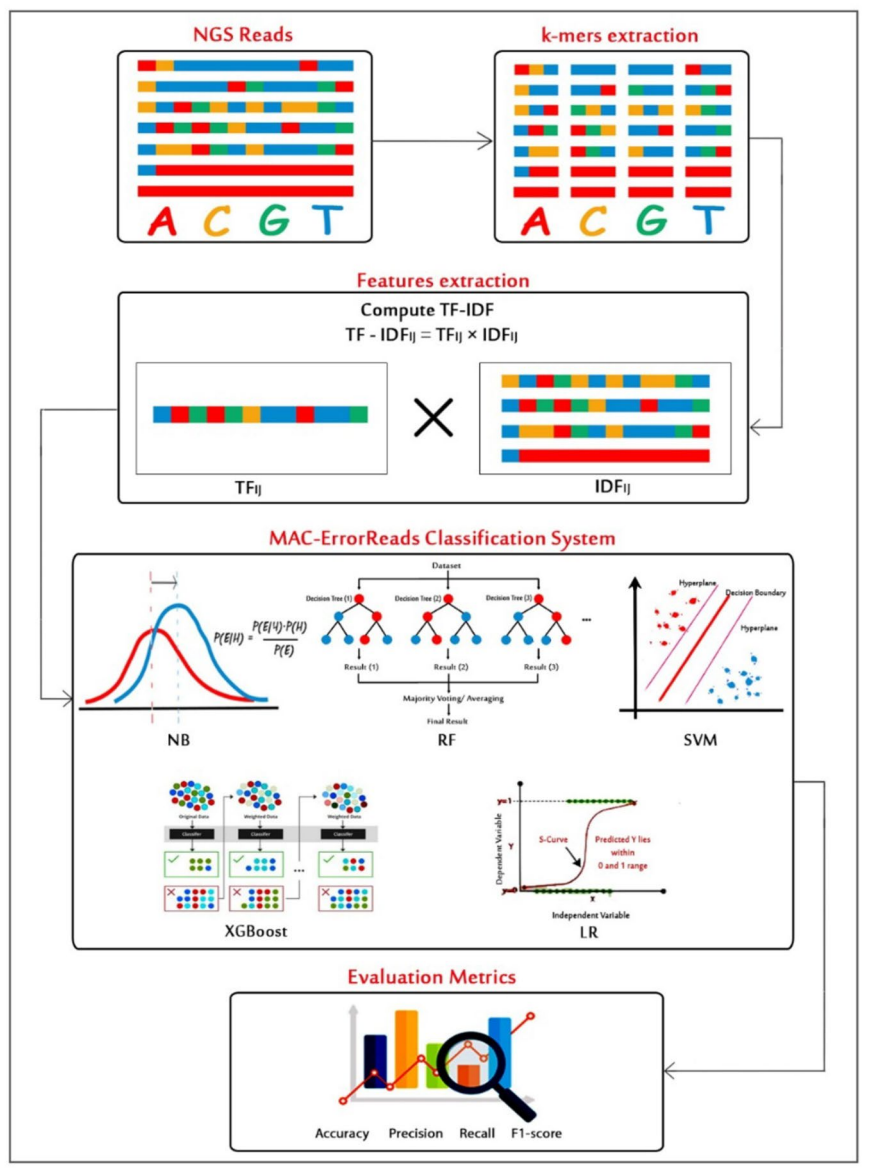 NGS Reads
k-mers extraction
A C G T
A C G T
Features extraction
Compute TF-IDF
TF - IDFIJ = TFIJ × IDFIJ
TFIJ
IDFIJ
MAC-ErrorReads Classification System
P(E|H) = P(E|4)·P(H)
P(E)
NB
Dataset
Decision Tree (1)
Decision Tree (2)
Decision Tree (3)
...
Result (1)
Result (2)
Result (3)
Majority Voting/ Averaging
Final Result
RF
Hyperplane
Decision Boundary
Hyperplane
SVM
Original Data
Weighted Data
Weighted Data
Classifier
Classifier
Classifier
...
XGBoost
y=1
Dependent Variable
Y
S-Curve
Predicted Y lies
within
0 and 1 range
y=0
X
Independent Variable
LR
Evaluation Metrics
Accuracy Precision Recall F1-score